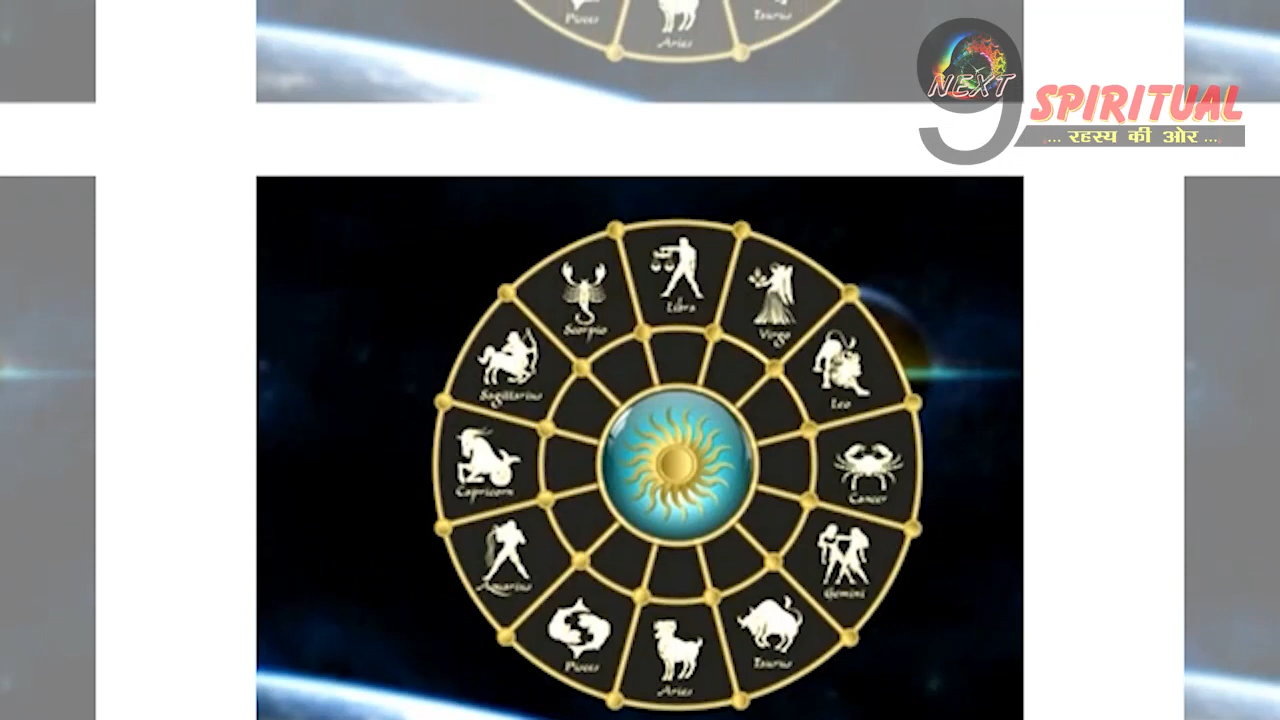 Pisces
Aries
Taurus
9
NEXT
SPIRITUAL
... रहस्य की ओर ...
Libra
Scorpio
Virgo
Sagittarius
Leo
Capricorn
Cancer
Aquarius
Gemini
Pisces
Aries
Taurus